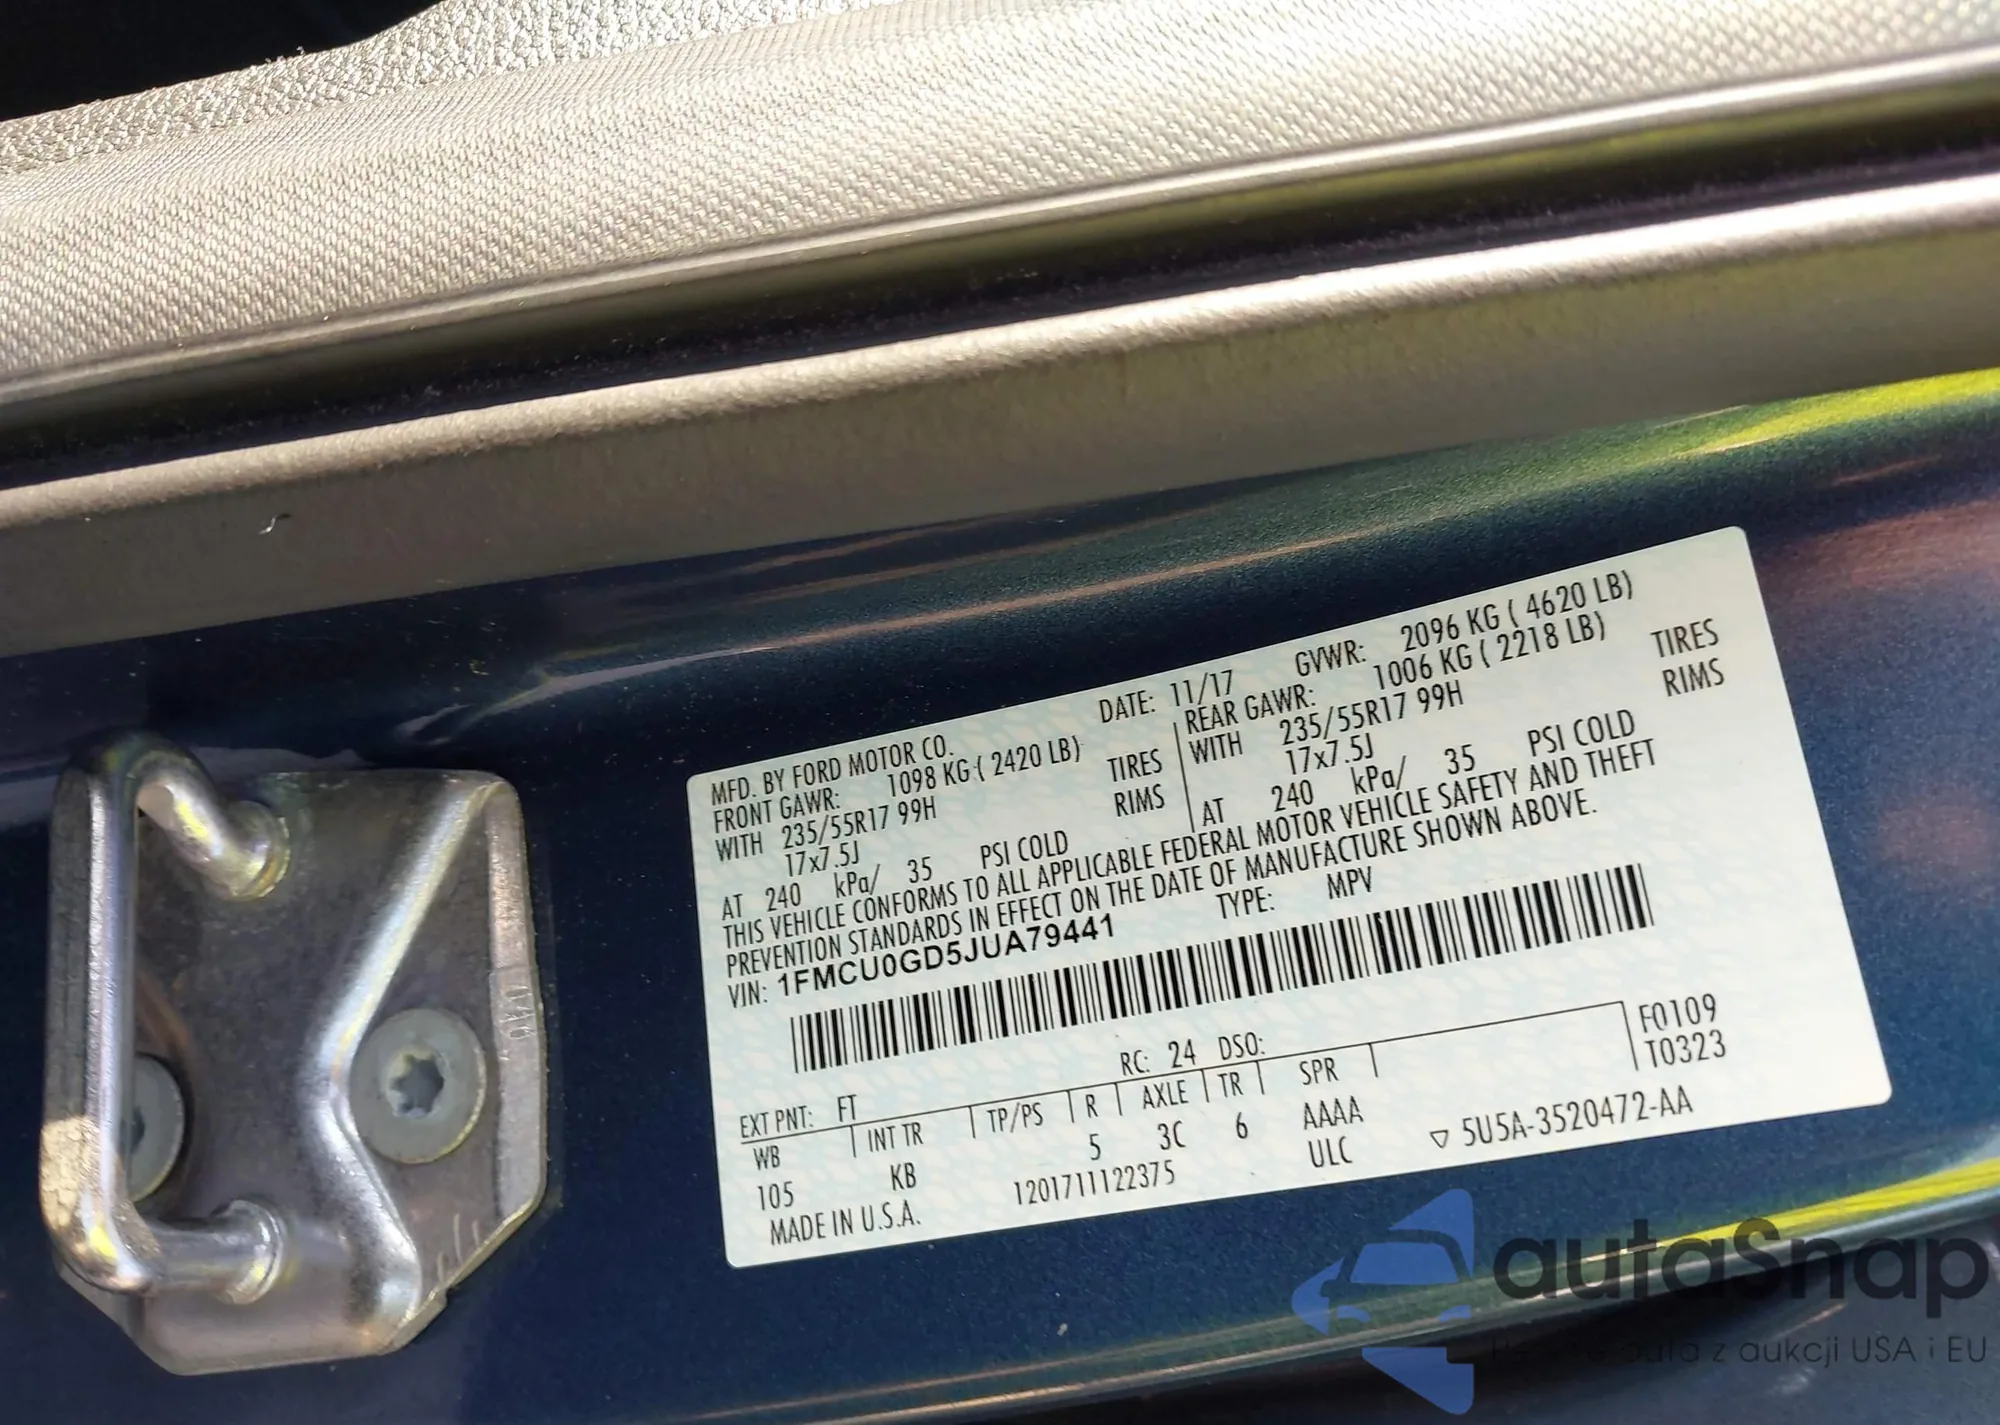 MFD. BY FORD MOTOR CO. DATE: 11/17 GVWR: 2096 KG ( 4620 LB)
FRONT GAWR: 1098 KG ( 2420 LB) REAR GAWR: 1006 KG ( 2218 LB)
WITH 235/55R17 99H TIRES WITH 235/55R17 99H TIRES
17x7.5J RIMS 17x7.5J RIMS
AT 240 kPa/ 35 PSI COLD AT 240 kPa/ 35 PSI COLD
THIS VEHICLE CONFORMS TO ALL APPLICABLE FEDERAL MOTOR VEHICLE SAFETY AND THEFT
PREVENTION STANDARDS IN EFFECT ON THE DATE OF MANUFACTURE SHOWN ABOVE.
VIN: 1FMCU0GD5JUA79441 TYPE: MPV
F0109
EXT PNT: FT RC: 24 DSO: T0323
WB INT TR TP/PS R AXLE TR SPR
105 KB 5 3C 6 AAAA
MADE IN U.S.A. 1201711122375 ULC 5U5A-3520472-AA
autaSnap
auta z aukcji USA i EU